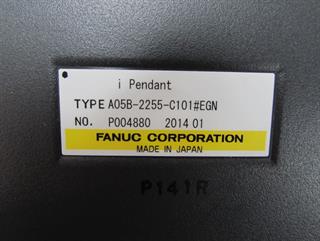 i Pendant
TYPE A05B-2255-C101#EGN
NO. P004880 2014 01
FANUC CORPORATION
MADE IN JAPAN
P141R